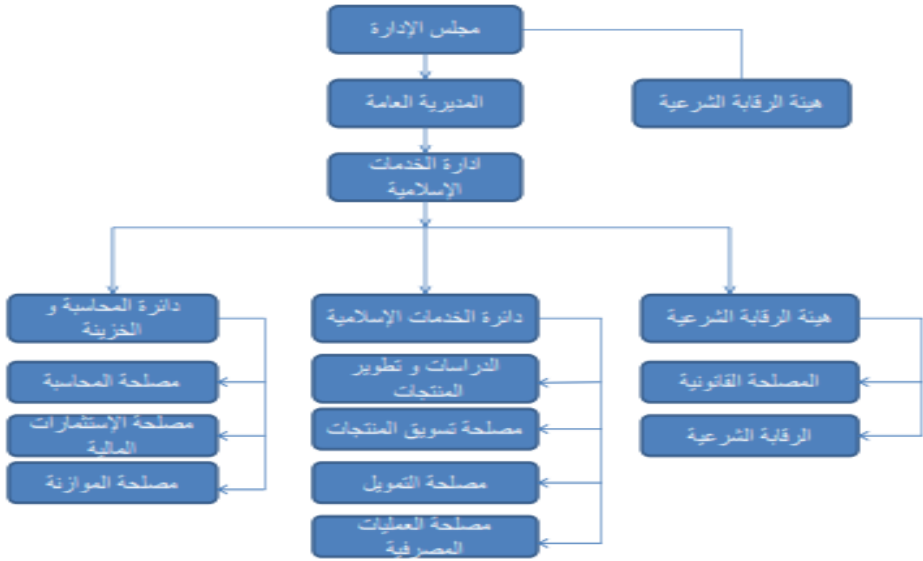 مجلس الإدارة
المديرية العامة
هيئة الرقابة الشرعية
ادارة الخدمات
الإسلامية
هيئة الرقابة الشرعية
دائرة الخدمات الإسلامية
دائرة المحاسبة و
الخزينة
المصلحة القانونية
الدراسات و تطوير
المنتجات
مصلحة المحاسبة
الرقابة الشرعية
مصلحة تسويق المنتجات
مصلحة الإستثمارات
المالية
مصلحة التمويل
مصلحة الموازنة
مصلحة العمليات
المصرفية